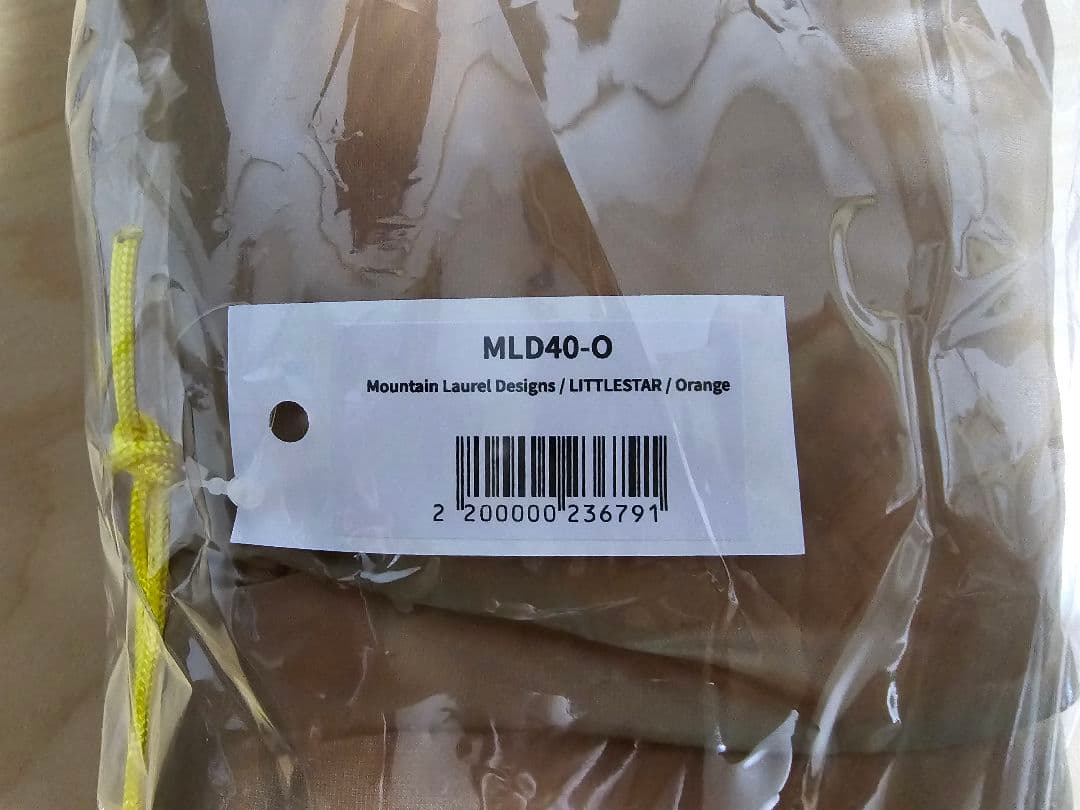 MLD40-O
Mountain Laurel Designs / LITTLESTAR / Orange
2 200000 236791